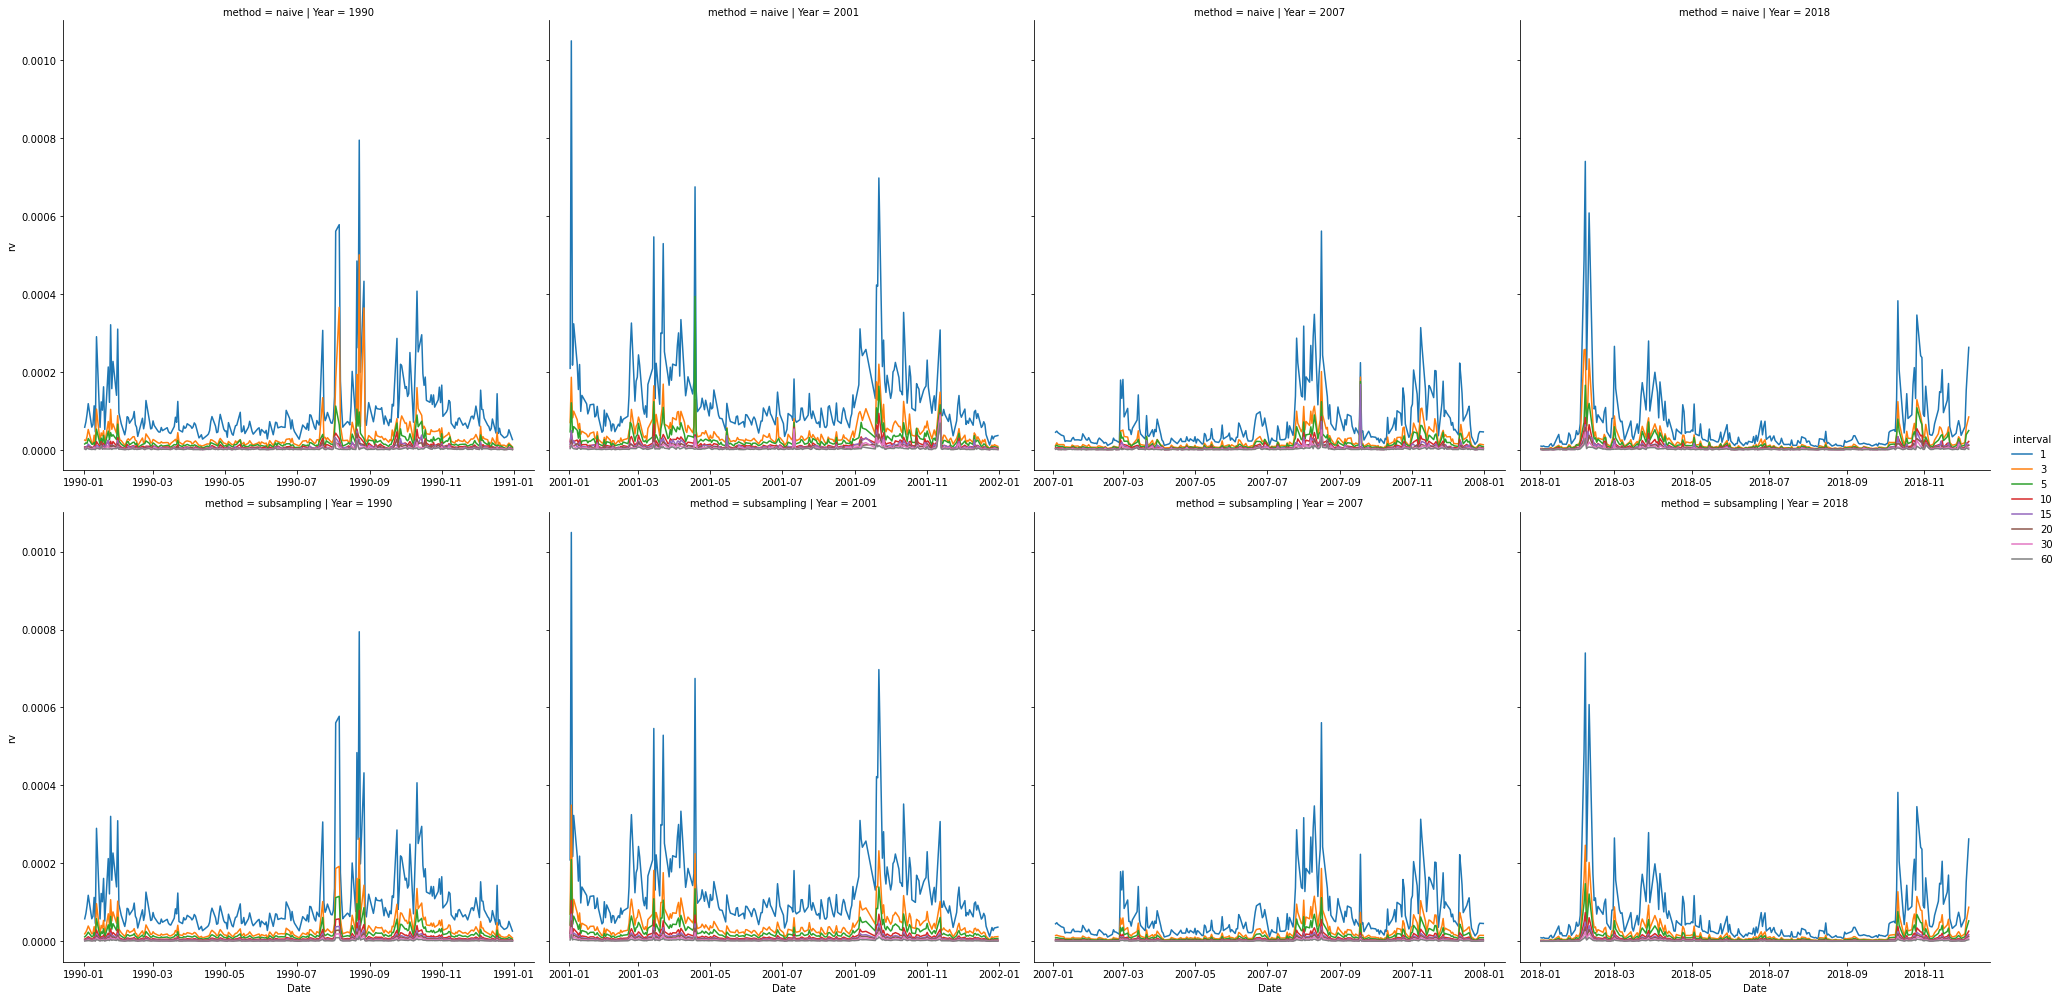 method = naive | Year = 1990
method = naive | Year = 2001
method = naive | Year = 2007
method = naive | Year = 2018
0.0010
0.0008
0.0006
rv
0.0004
0.0002
0.0000
1990-01 1990-03 1990-05 1990-07 1990-09 1990-11 1991-01
2001-01 2001-03 2001-05 2001-07 2001-09 2001-11 2002-01
2007-01 2007-03 2007-05 2007-07 2007-09 2007-11 2008-01
2018-01 2018-03 2018-05 2018-07 2018-09 2018-11
interval
1
3
5
10
15
20
30
60
method = subsampling | Year = 1990
method = subsampling | Year = 2001
method = subsampling | Year = 2007
method = subsampling | Year = 2018
0.0010
0.0008
0.0006
rv
0.0004
0.0002
0.0000
1990-01 1990-03 1990-05 1990-07 1990-09 1990-11 1991-01
Date
2001-01 2001-03 2001-05 2001-07 2001-09 2001-11 2002-01
Date
2007-01 2007-03 2007-05 2007-07 2007-09 2007-11 2008-01
Date
2018-01 2018-03 2018-05 2018-07 2018-09 2018-11
Date